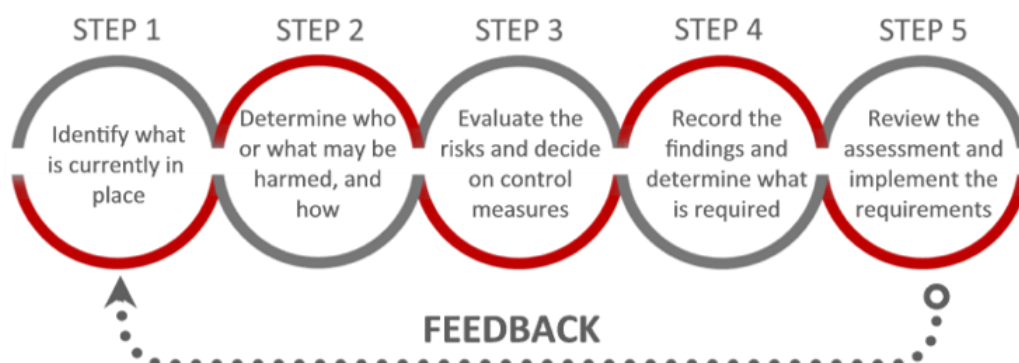 STEP 1
Identify what
is currently in
place
STEP 2
Determine who
or what may be
harmed, and
how
STEP 3
Evaluate the
risks and decide
on control
measures
STEP 4
Record the
findings and
determine what
is required
STEP 5
Review the
assessment and
implement the
requirements
FEEDBACK